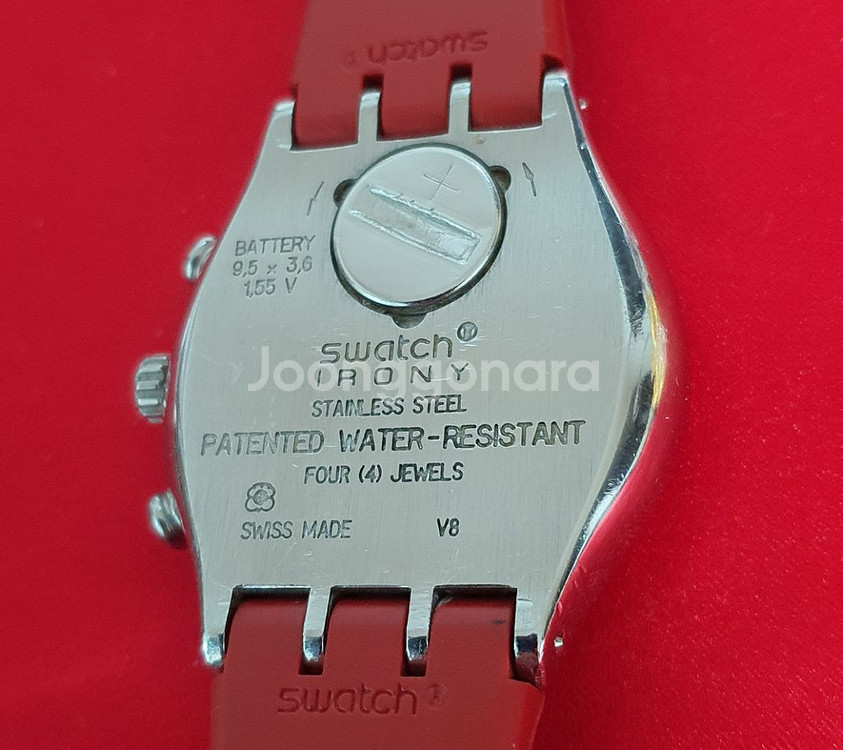 swatch®
+
BATTERY
9,5 x 3,6
1,55 V
swatch®
IRONY
Joongonara
STAINLESS STEEL
PATENTED WATER-RESISTANT
FOUR (4) JEWELS
SWISS MADE V8
swatch®